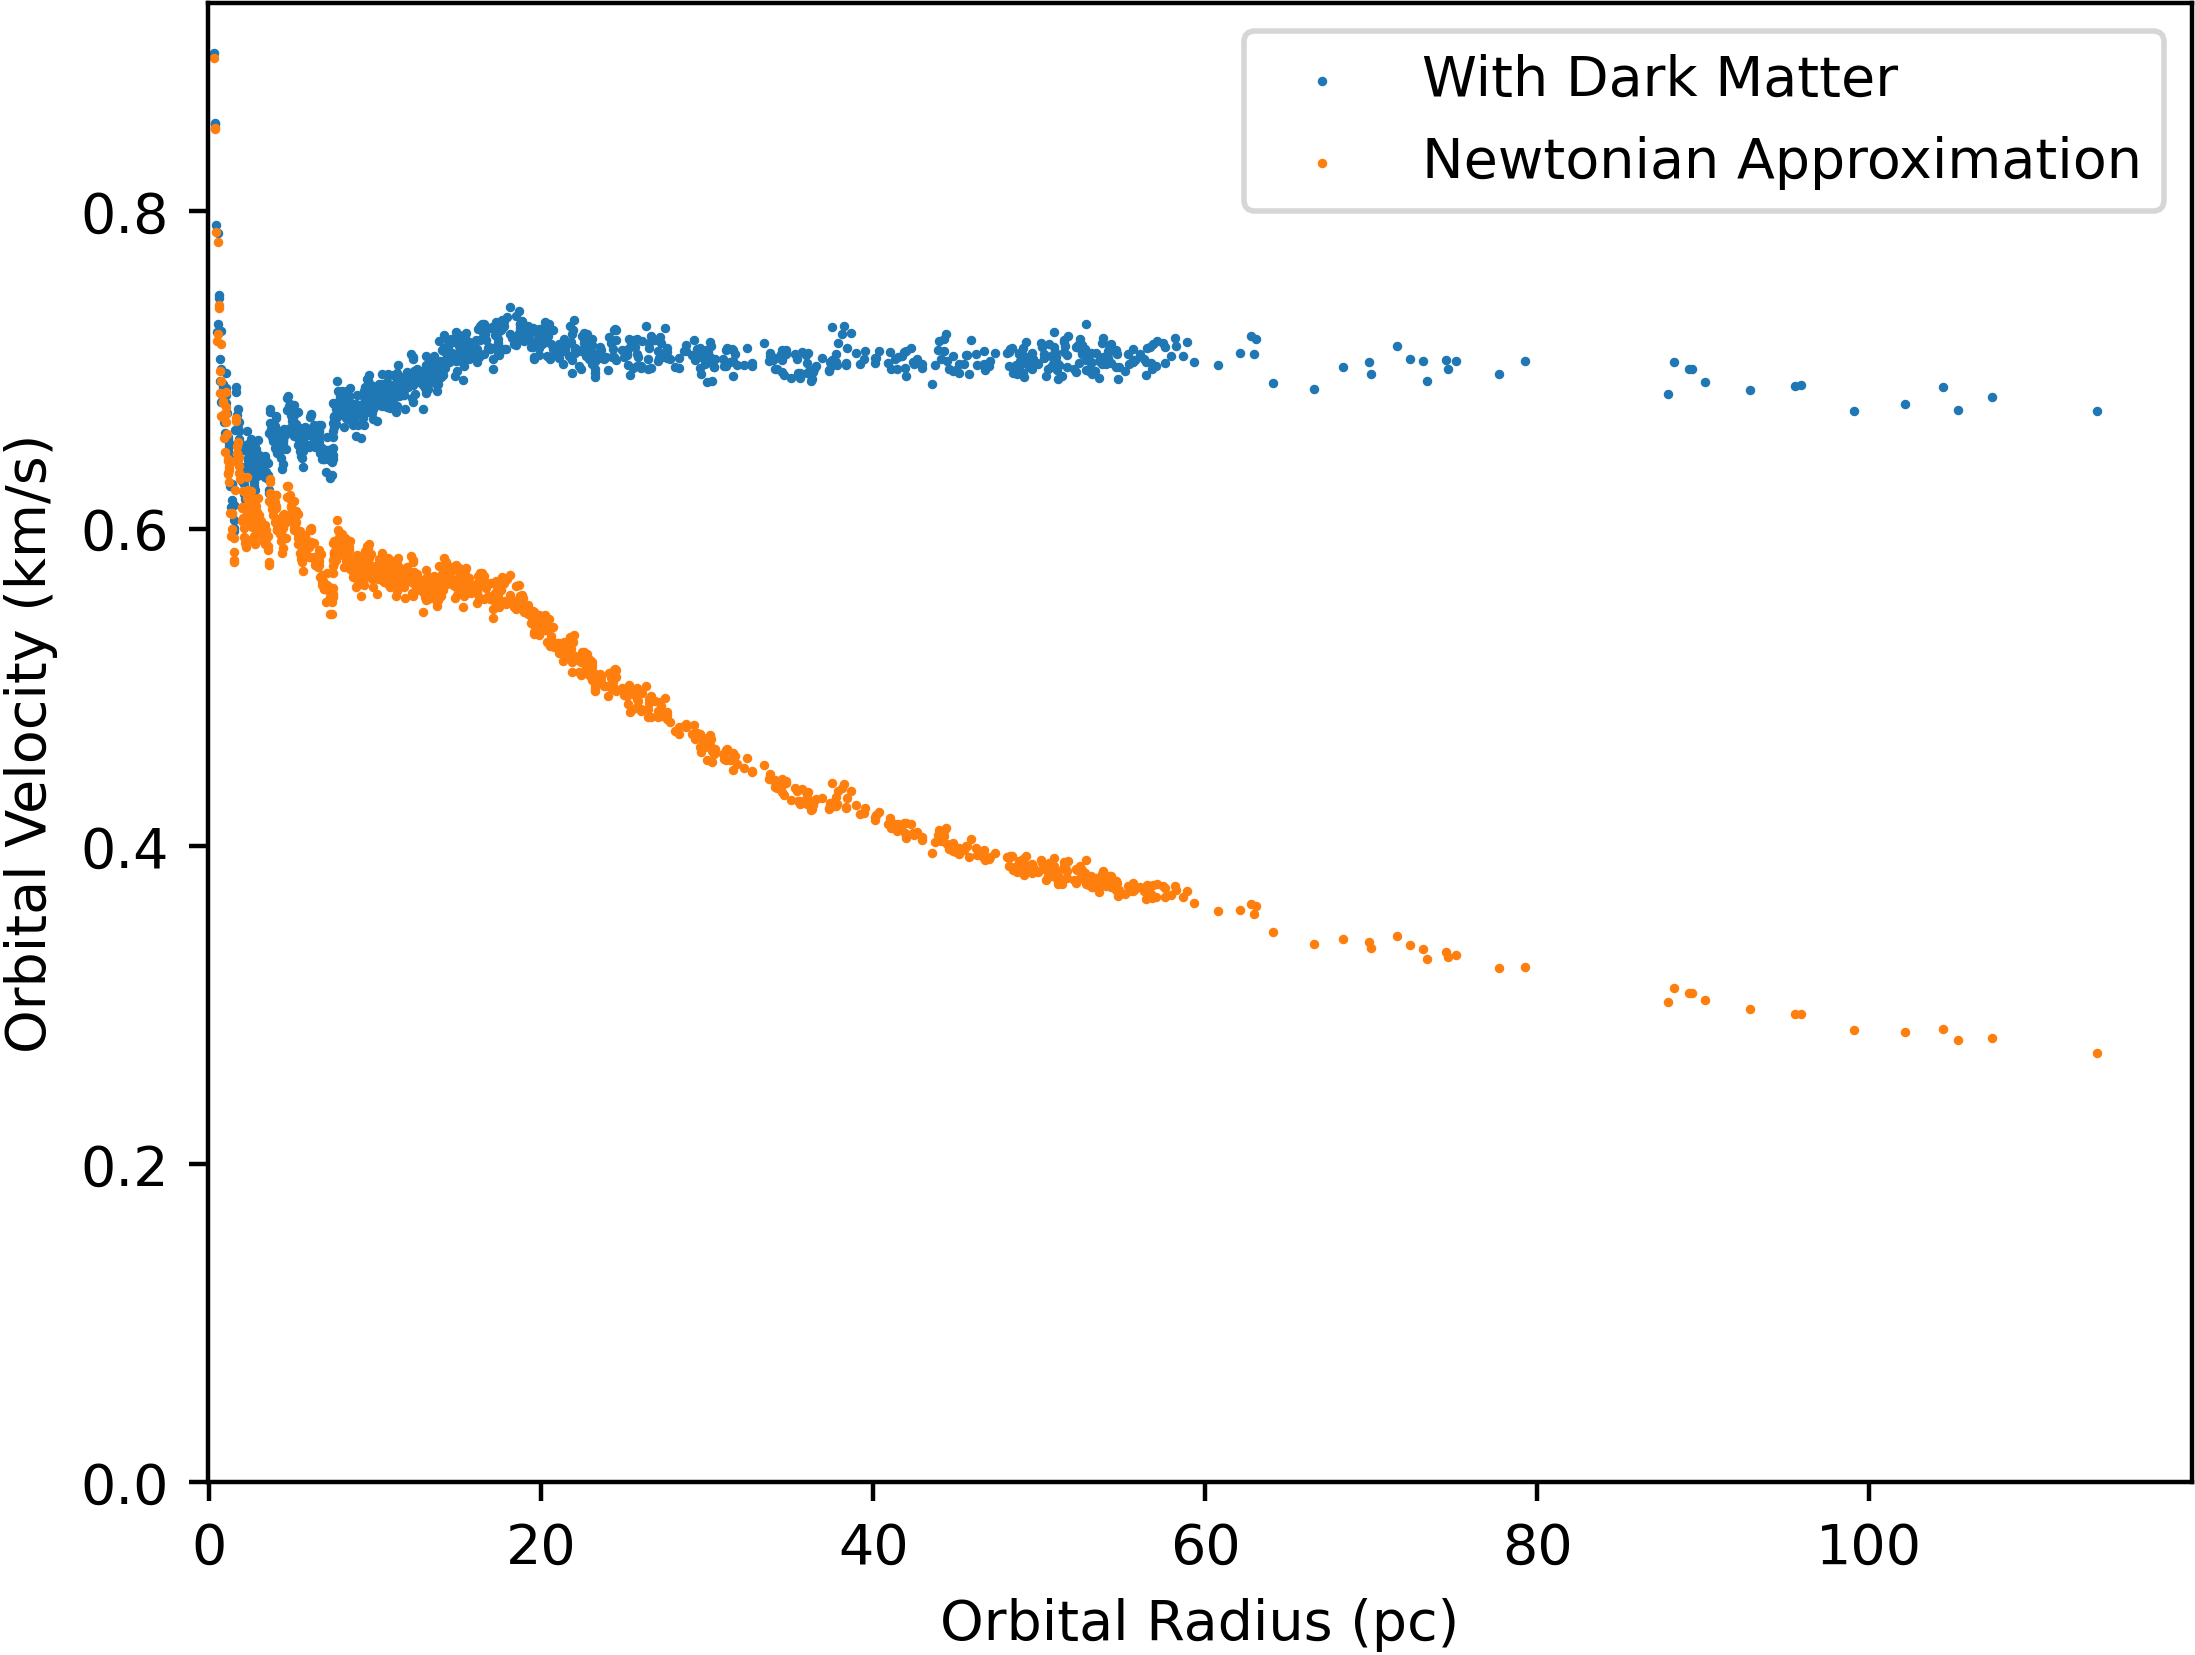 With Dark Matter
Newtonian Approximation
0.8
0.6
0.4
0.2
0.0
Orbital Velocity (km/s)
0 20 40 60 80 100
Orbital Radius (pc)